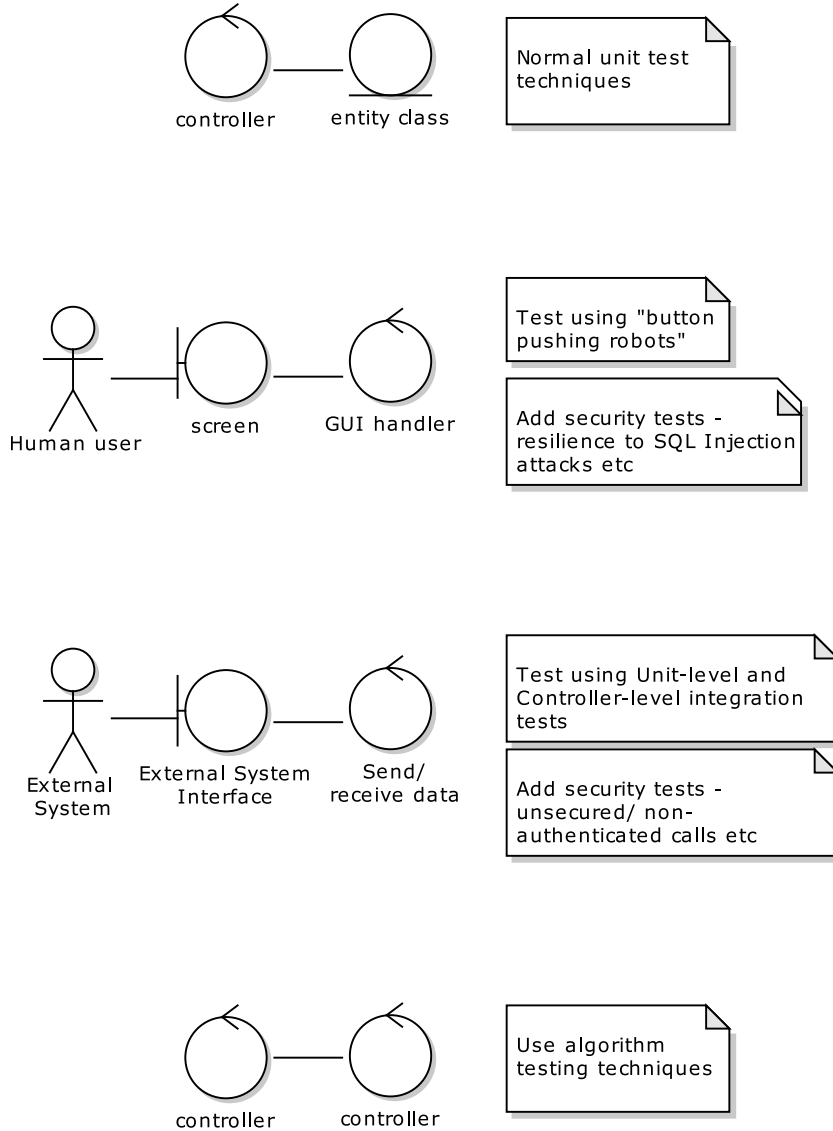 controller
entity class
Normal unit test
techniques
Human user
screen
GUI handler
Test using "button
pushing robots"
Add security tests -
resilience to SQL Injection
attacks etc
External
System
External System
Interface
Send/
receive data
Test using Unit-level and
Controller-level integration
tests
Add security tests -
unsecured/ non-
authenticated calls etc
controller
controller
Use algorithm
testing techniques